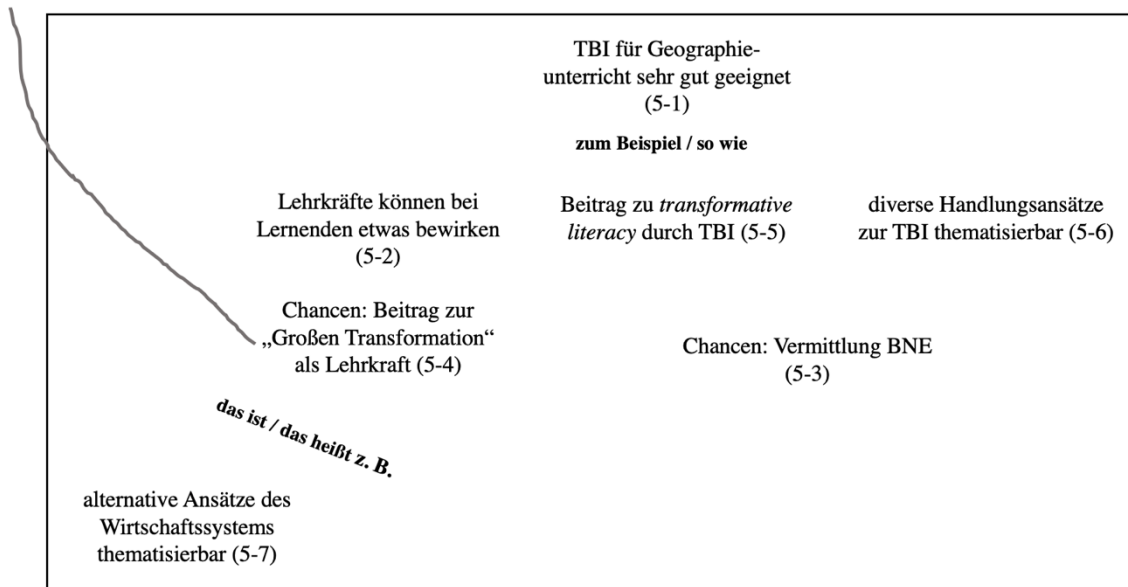 TBI für Geographie-
unterricht sehr gut geeignet
(5-1)
zum Beispiel / so wie
Lehrkräfte können bei
Lernenden etwas bewirken
(5-2)
Beitrag zu transformative
literacy durch TBI (5-5)
diverse Handlungsansätze
zur TBI thematisierbar (5-6)
Chancen: Beitrag zur
„Großen Transformation“
als Lehrkraft (5-4)
Chancen: Vermittlung BNE
(5-3)
das ist / das heißt z. B.
alternative Ansätze des
Wirtschaftssystems
thematisierbar (5-7)